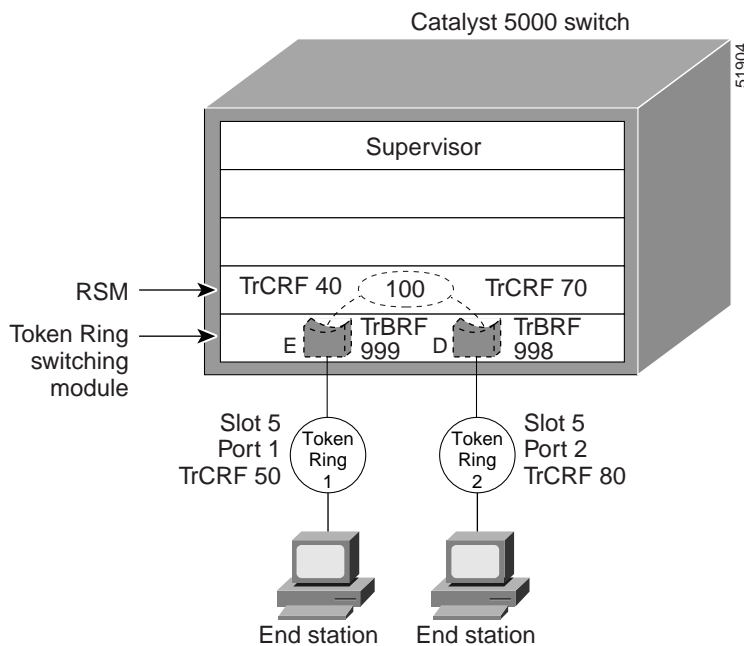 Catalyst 5000 switch
51904
Supervisor
RSM
TrCRF 40
100
TrCRF 70
Token Ring
switching
module
E
TrBRF
999
D
TrBRF
998
Slot 5
Port 1
TrCRF 50
Token
Ring
1
Token
Ring
2
Slot 5
Port 2
TrCRF 80
End station
End station